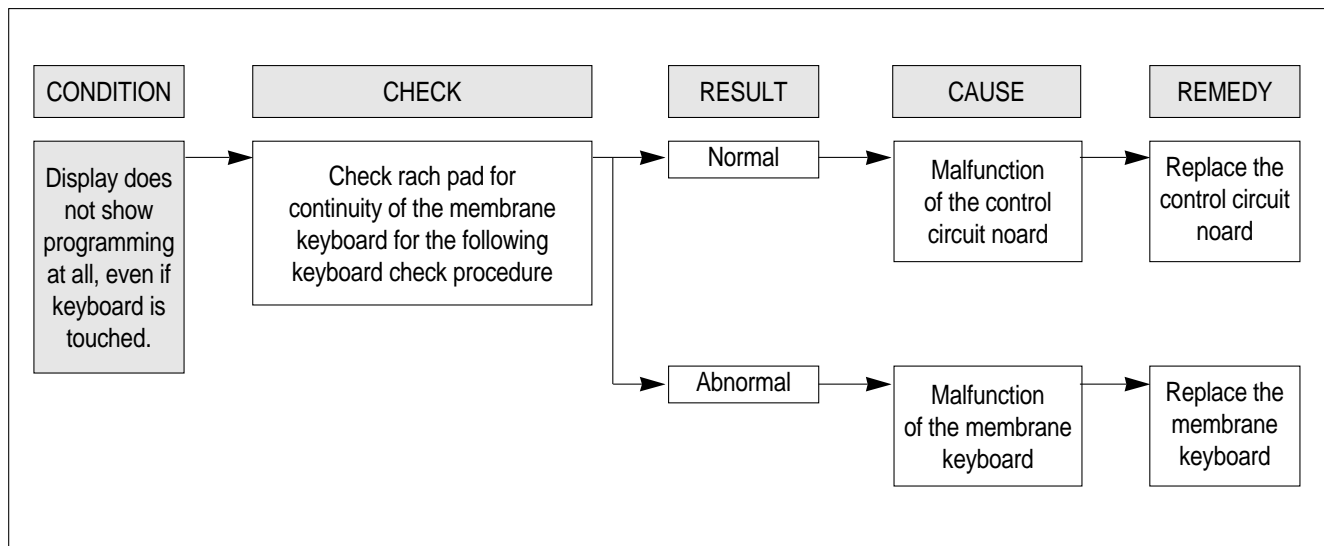 CONDITION
CHECK
RESULT
CAUSE
REMEDY
Display does
not show
programming
at all, even if
keyboard is
touched.
Check rach pad for
continuity of the membrane
keyboard for the following
keyboard check procedure
Normal
Malfunction
of the control
circuit noard
Replace the
control circuit
noard
Abnormal
Malfunction
of the membrane
keyboard
Replace the
membrane
keyboard